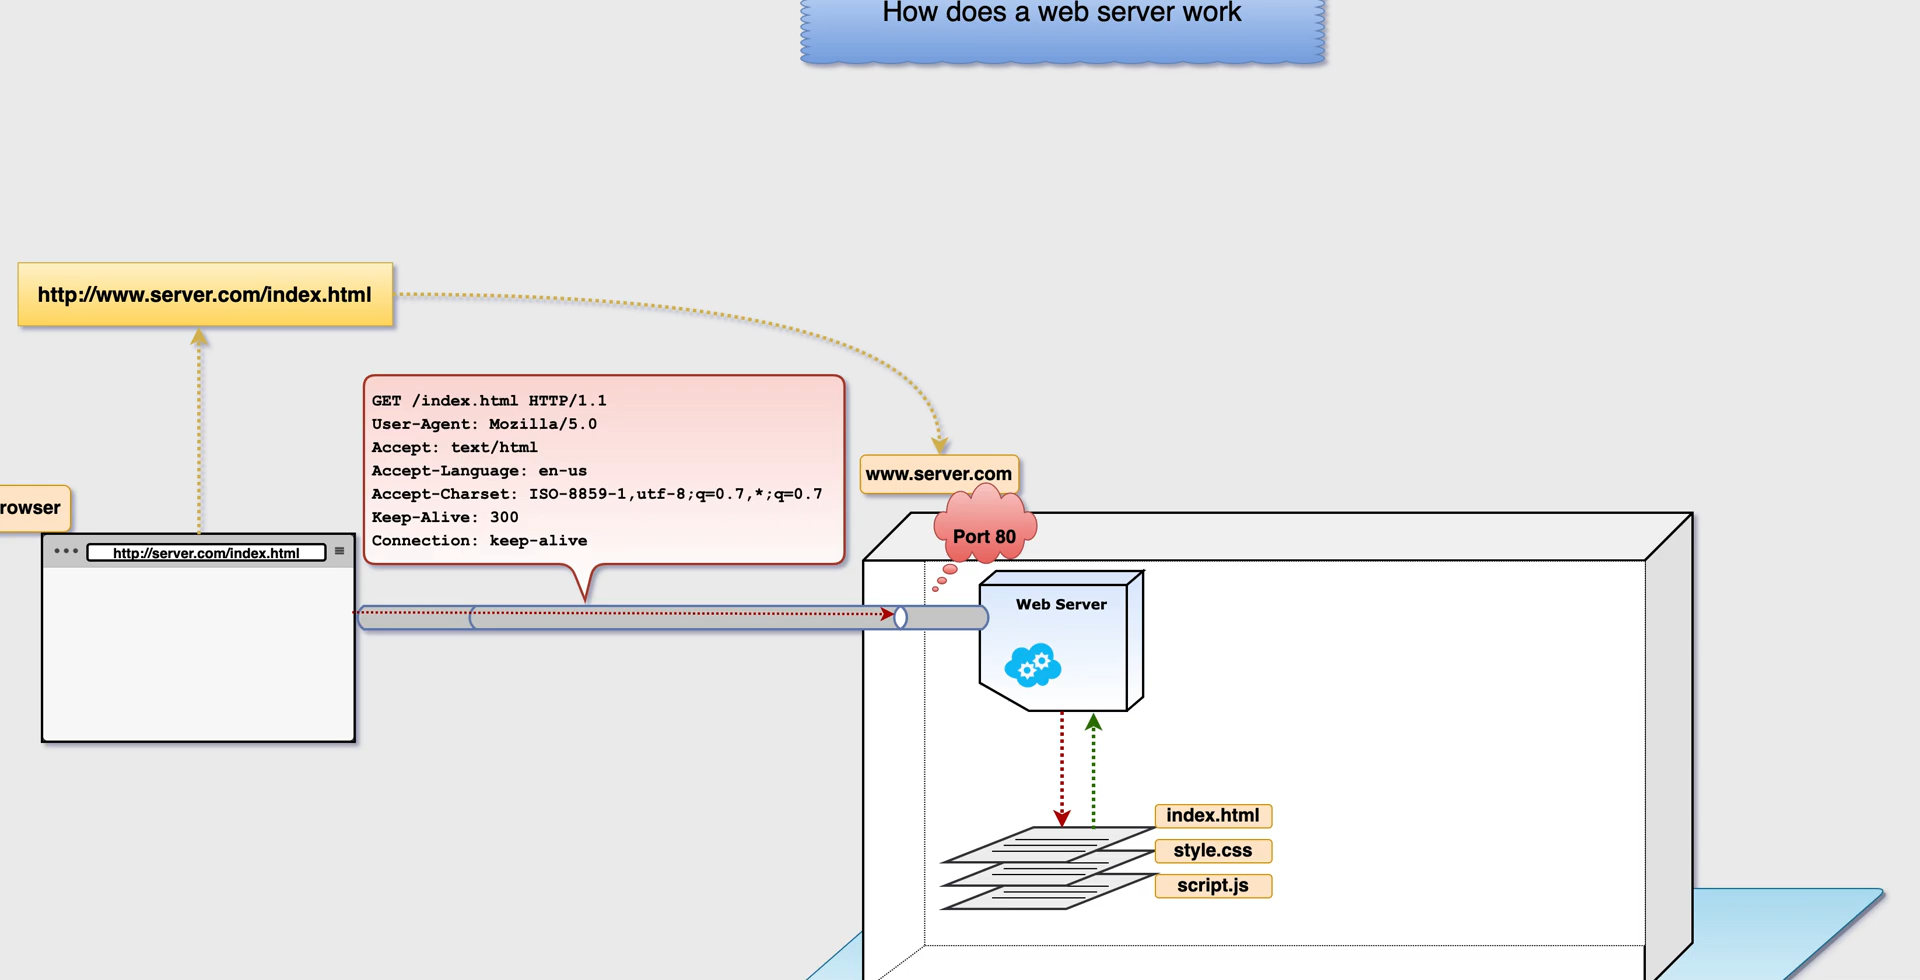 How does a web server work
http://www.server.com/index.html
GET /index.html HTTP/1.1
User-Agent: Mozilla/5.0
Accept: text/html
Accept-Language: en-us
Accept-Charset: ISO-8859-1,utf-8;q=0.7,*;q=0.7
Keep-Alive: 300
Connection: keep-alive
www.server.com
rowser
Port 80
http://server.com/index.html
Web Server
index.html
style.css
script.js